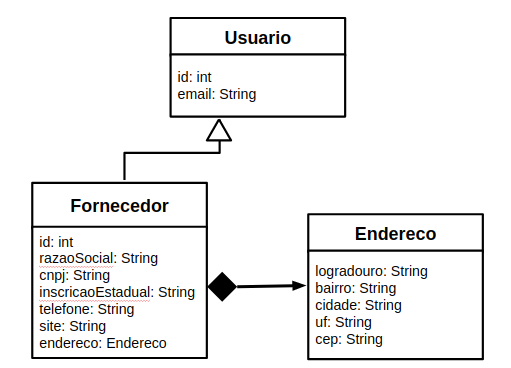 Usuario
id: int
email: String
Fornecedor
id: int
razaoSocial: String
cnpj: String
inscricaoEstadual: String
telefone: String
site: String
endereco: Endereco
Endereco
logradouro: String
bairro: String
cidade: String
uf: String
cep: String